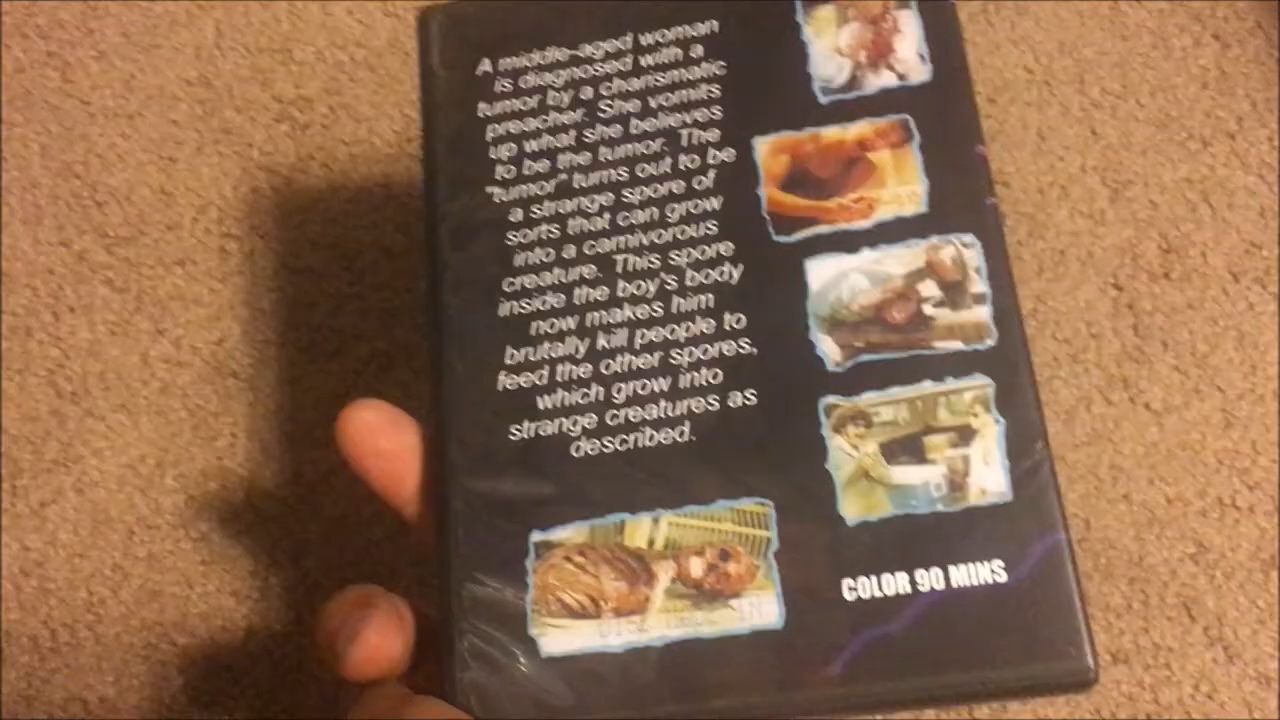 A middle-aged woman
is diagnosed with a
tumor by a charismatic
preacher. She vomits
up what she believes
to be the tumor. The
"tumor" turns out to be
a strange spore of
sorts that can grow
into a carnivorous
creature. This spore
inside the boy's body
now makes him
brutally kill people to
feed the other spores,
which grow into
strange creatures as
described.
COLOR 90 MINS